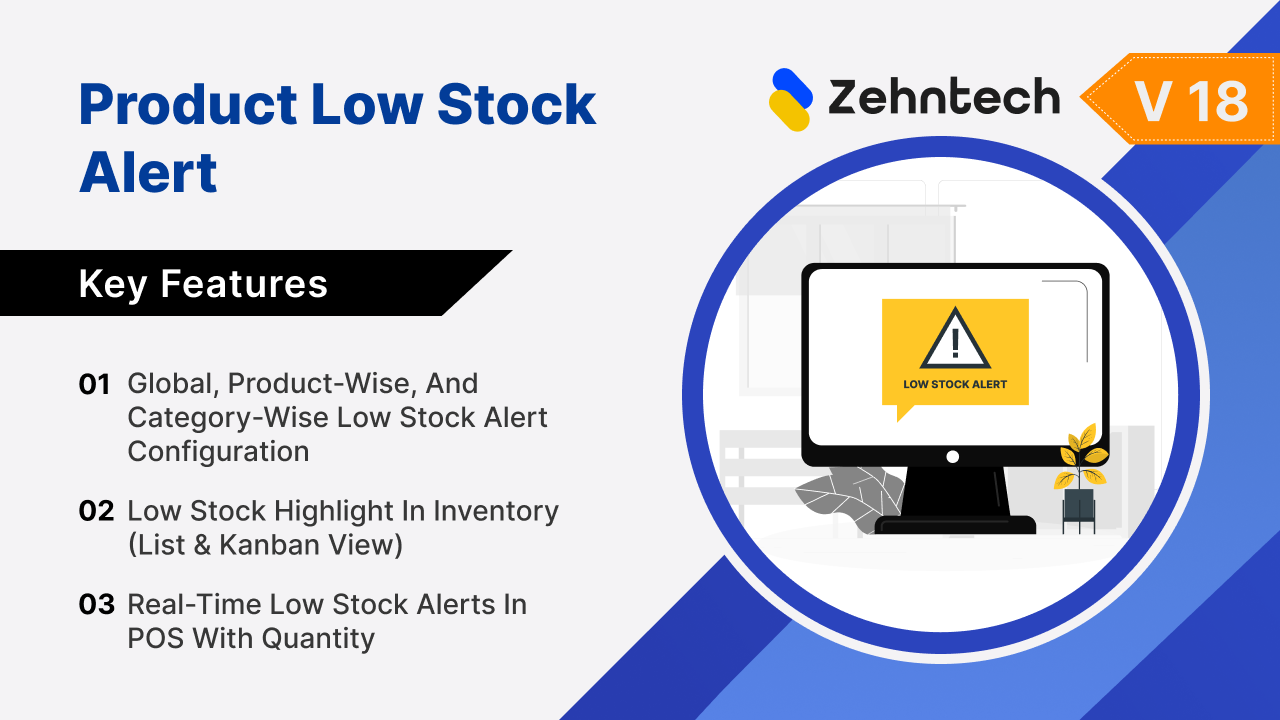 Product Low Stock
Alert
Zehntech
V 18
Key Features
01 Global, Product-Wise, And
Category-Wise Low Stock Alert
Configuration
02 Low Stock Highlight In Inventory
(List & Kanban View)
03 Real-Time Low Stock Alerts In
POS With Quantity
!
LOW STOCK ALERT